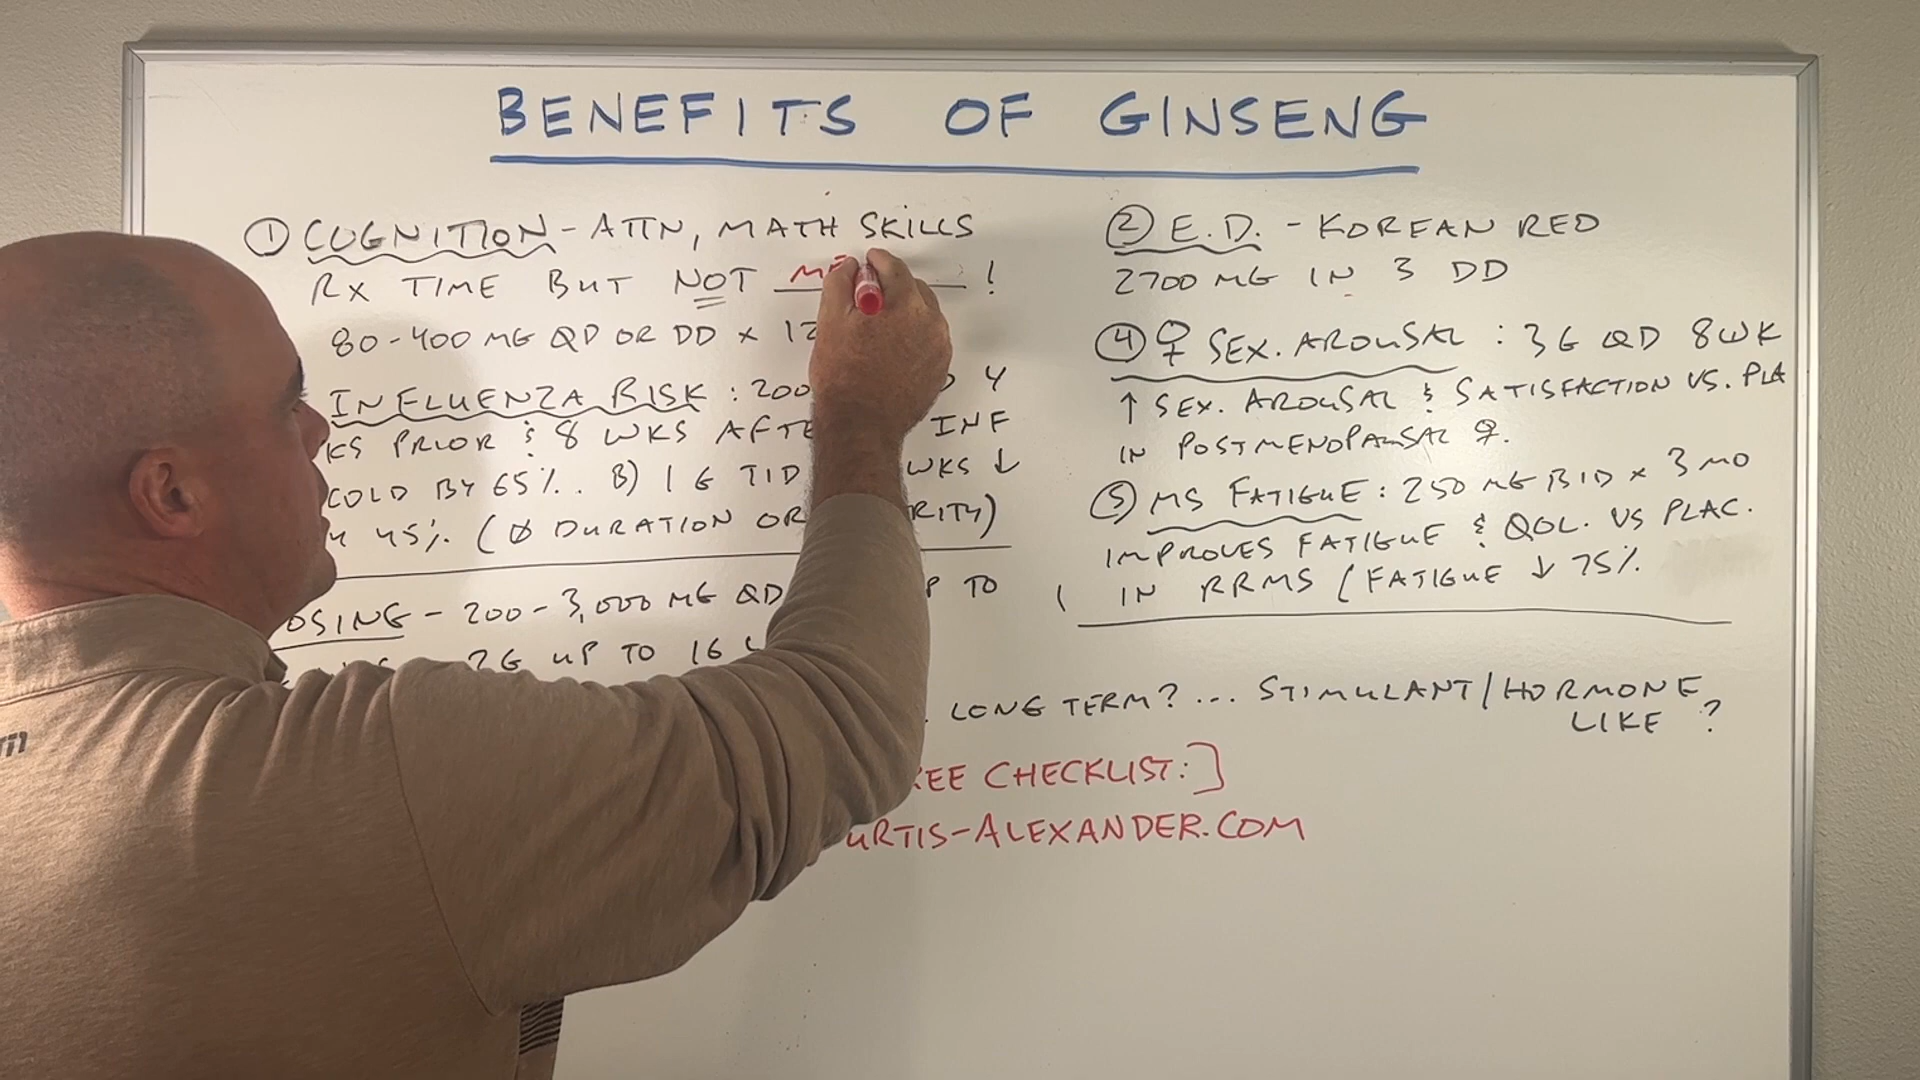 BENEFITS OF GINSENG
① COGNITION - ATTN, MATH SKILLS
RX TIME BUT NOT !
80-400 MG QD OR DD x
INFLUENZA RISK : 200 4
PRIOR & 8 WKS INF
COLD BY 65%. B) 1 G TID WKS ↓
45%. (Ø DURATION OR
- 200-3,000 MG QD TO
2G UP TO 16
② E.D. - KOREAN RED
2700 MG IN 3 DD
④ ♀ SEX. AROUSAL : 3G QD 8WK
↑ SEX. AROUSAL & SATISFACTION VS. PLA
IN POSTMENOPAUSAL ♀.
⑤ MS FATIGUE : 250 MG BID x 3 MO
IMPROVES FATIGUE & QOL. VS PLAC.
IN RRMS (FATIGUE ↓ 75%
LONG TERM? ... STIMULANT/HORMONE
LIKE ?
CHECKLIST:]
URTIS-ALEXANDER.COM